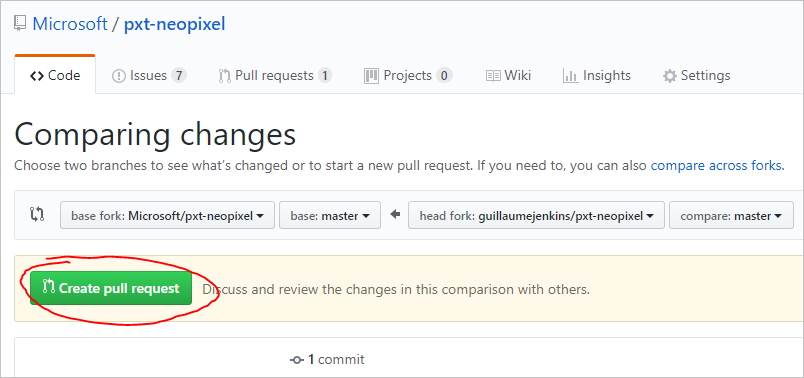 Microsoft / pxt-neopixel
Code Issues 7 Pull requests 1 Projects 0 Wiki Insights Settings
Comparing changes
Choose two branches to see what's changed or to start a new pull request. If you need to, you can also compare across forks.
base fork: Microsoft/pxt-neopixel base: master head fork: guillaumejenkins/pxt-neopixel compare: master
Create pull request Discuss and review the changes in this comparison with others.
1 commit